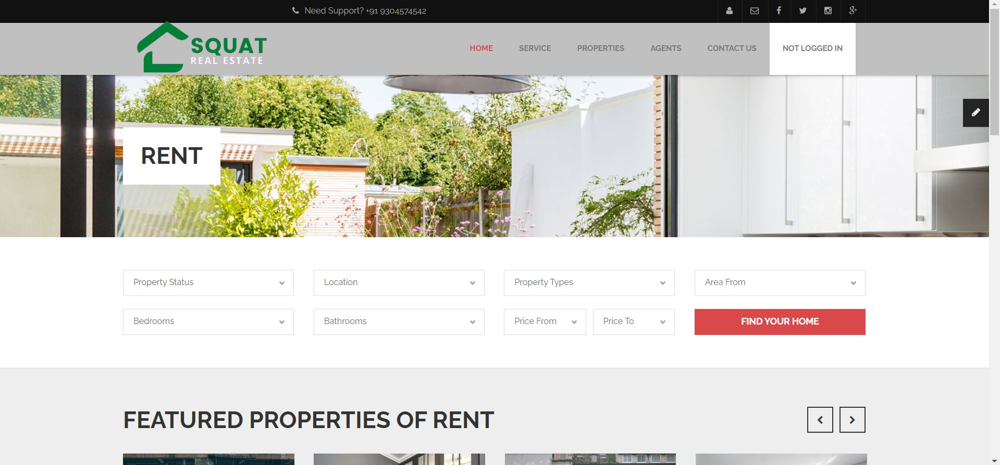 Need Support? +91 9304574542
SQUAT
REAL ESTATE
HOME
SERVICE
PROPERTIES
AGENTS
CONTACT US
NOT LOGGED IN
RENT
Property Status
Location
Property Types
Area From
Bedrooms
Bathrooms
Price From
Price To
FIND YOUR HOME
FEATURED PROPERTIES OF RENT